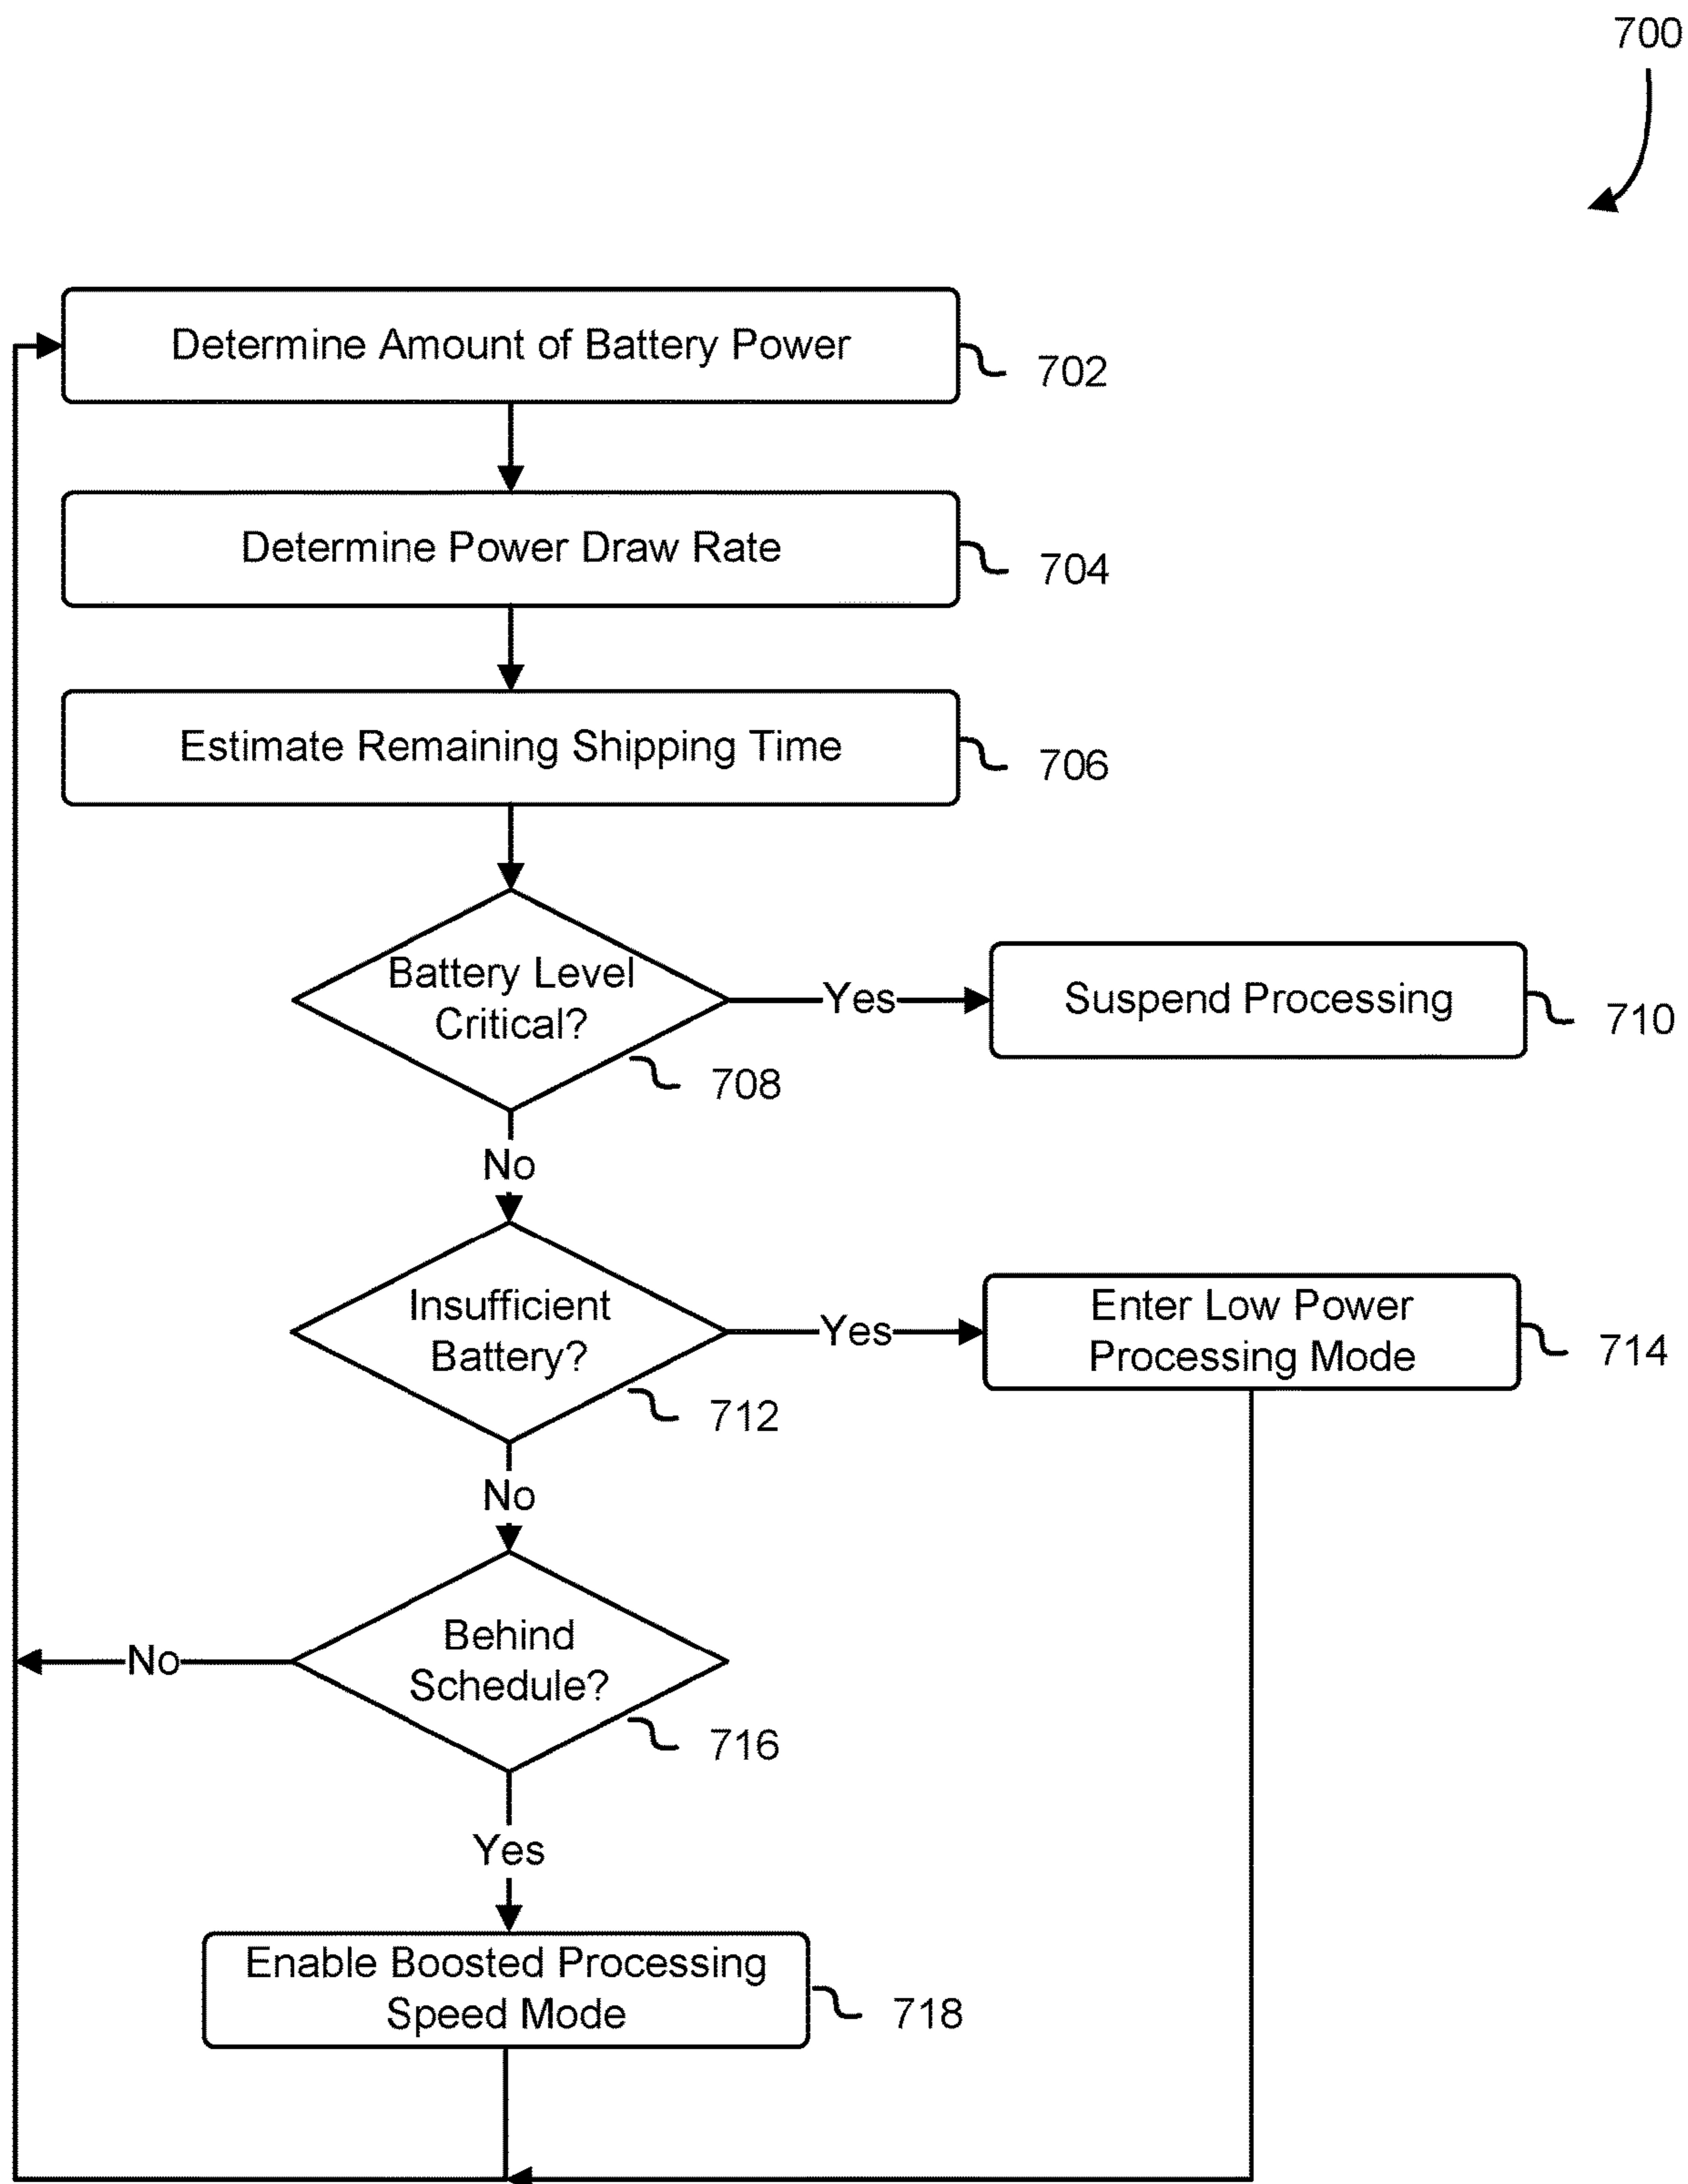 700
Determine Amount of Battery Power
702
Determine Power Draw Rate
704
Estimate Remaining Shipping Time
706
Battery Level
Critical?
708
Yes
Suspend Processing
710
No
Insufficient
Battery?
712
Yes
Enter Low Power
Processing Mode
714
No
Behind
Schedule?
716
No
Yes
Enable Boosted Processing
Speed Mode
718